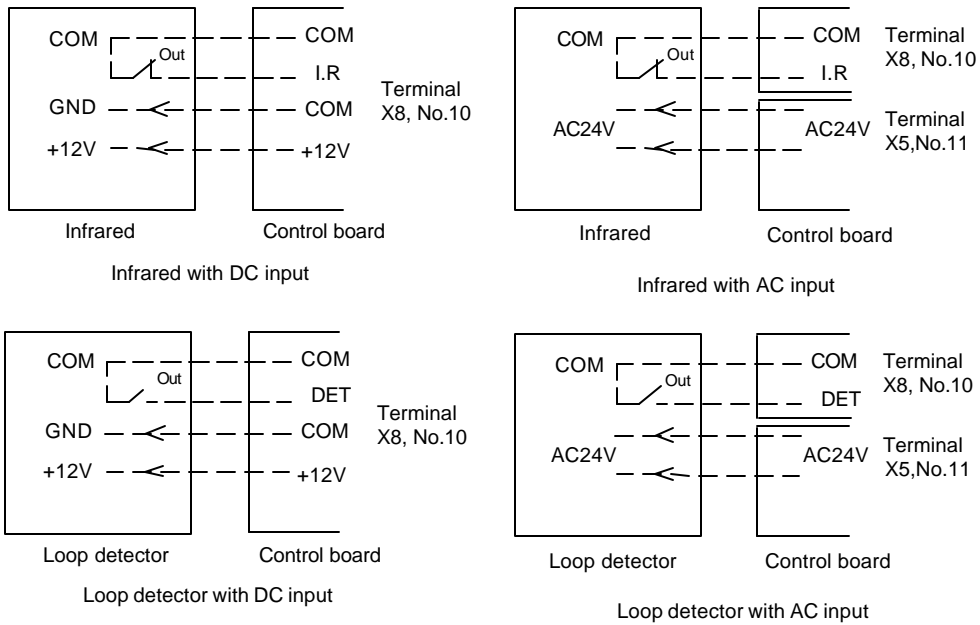 COM
Out
GND
+12V
COM
I.R
COM
+12V
Terminal
X8, No.10
Infrared
Control board
Infrared with DC input
COM
Out
AC24V
COM
I.R
AC24V
Terminal
X8, No.10
Terminal
X5,No.11
Infrared
Control board
Infrared with AC input
COM
Out
GND
+12V
COM
DET
COM
+12V
Terminal
X8, No.10
Loop detector
Control board
Loop detector with DC input
COM
Out
AC24V
COM
DET
AC24V
Terminal
X8, No.10
Terminal
X5,No.11
Loop detector
Control board
Loop detector with AC input